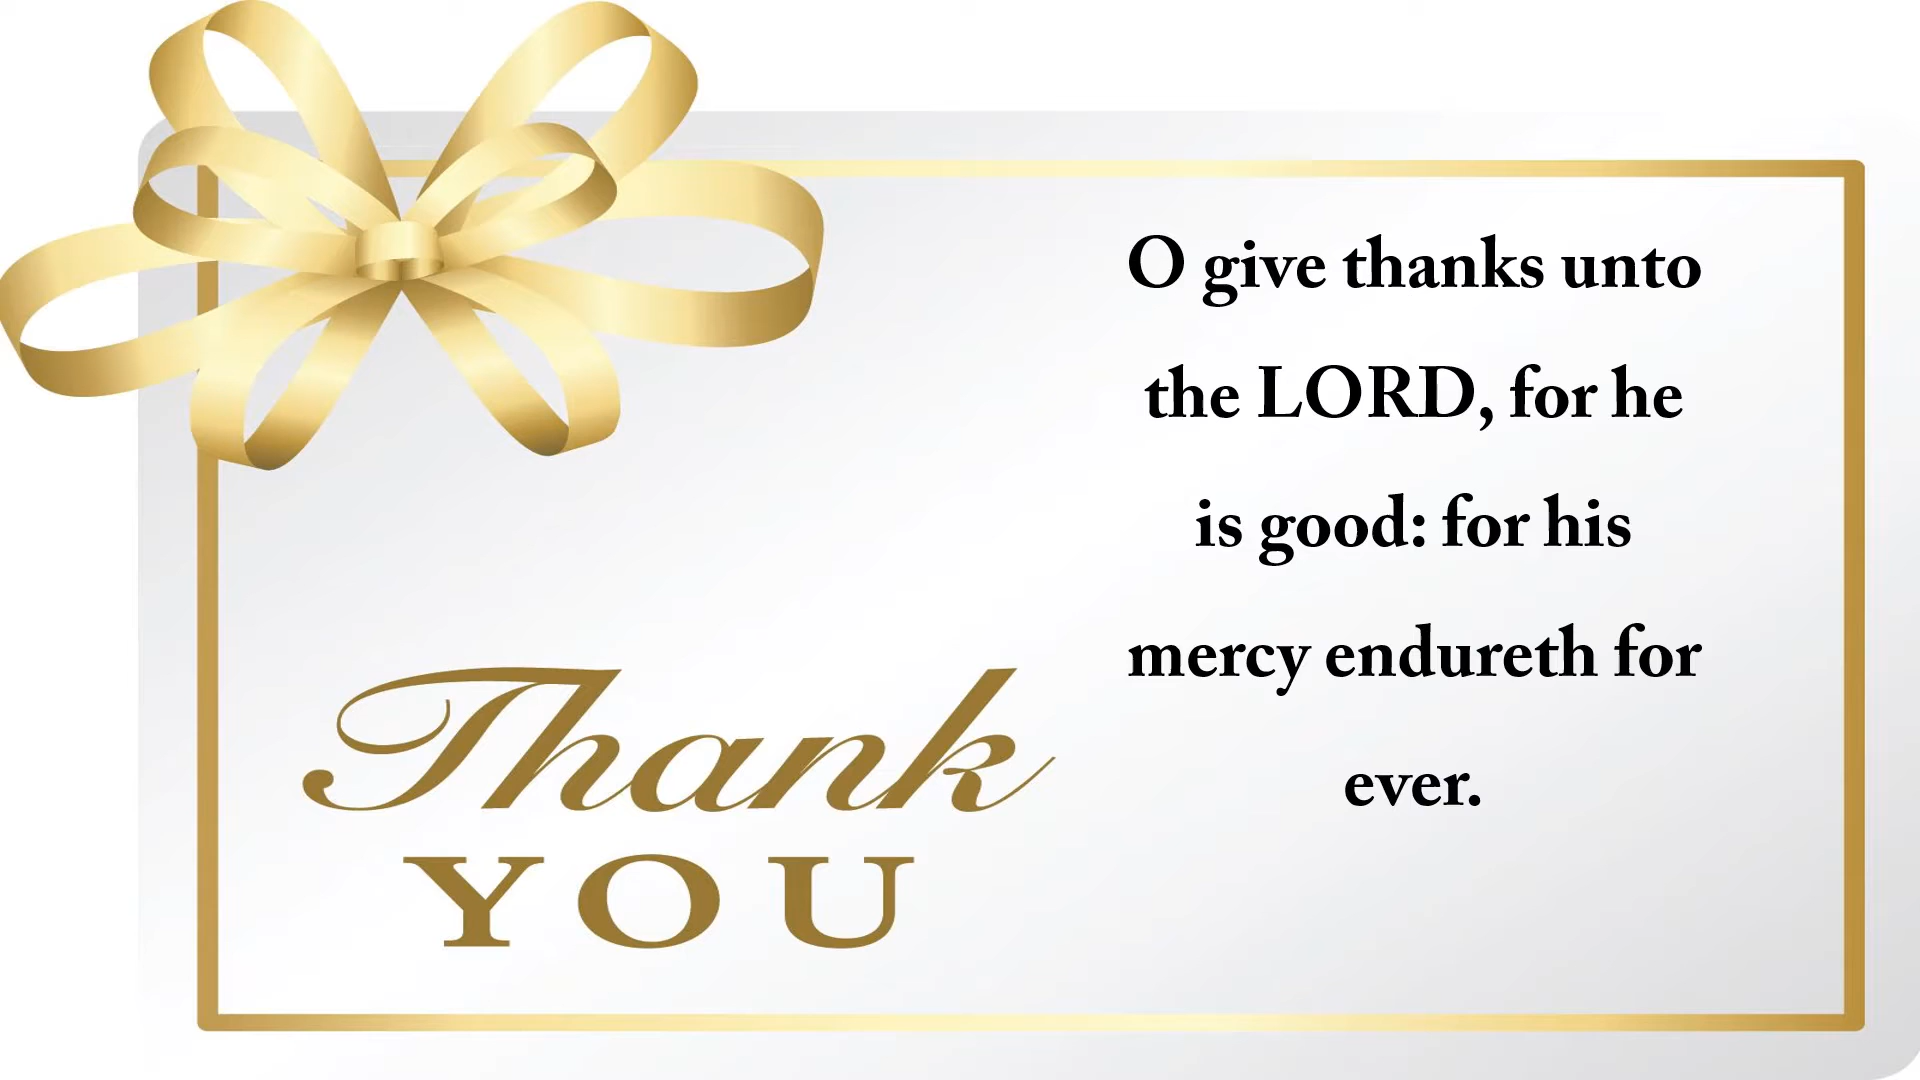 O give thanks unto
the LORD, for he
is good: for his
mercy endureth for
ever.
Thank
YOU